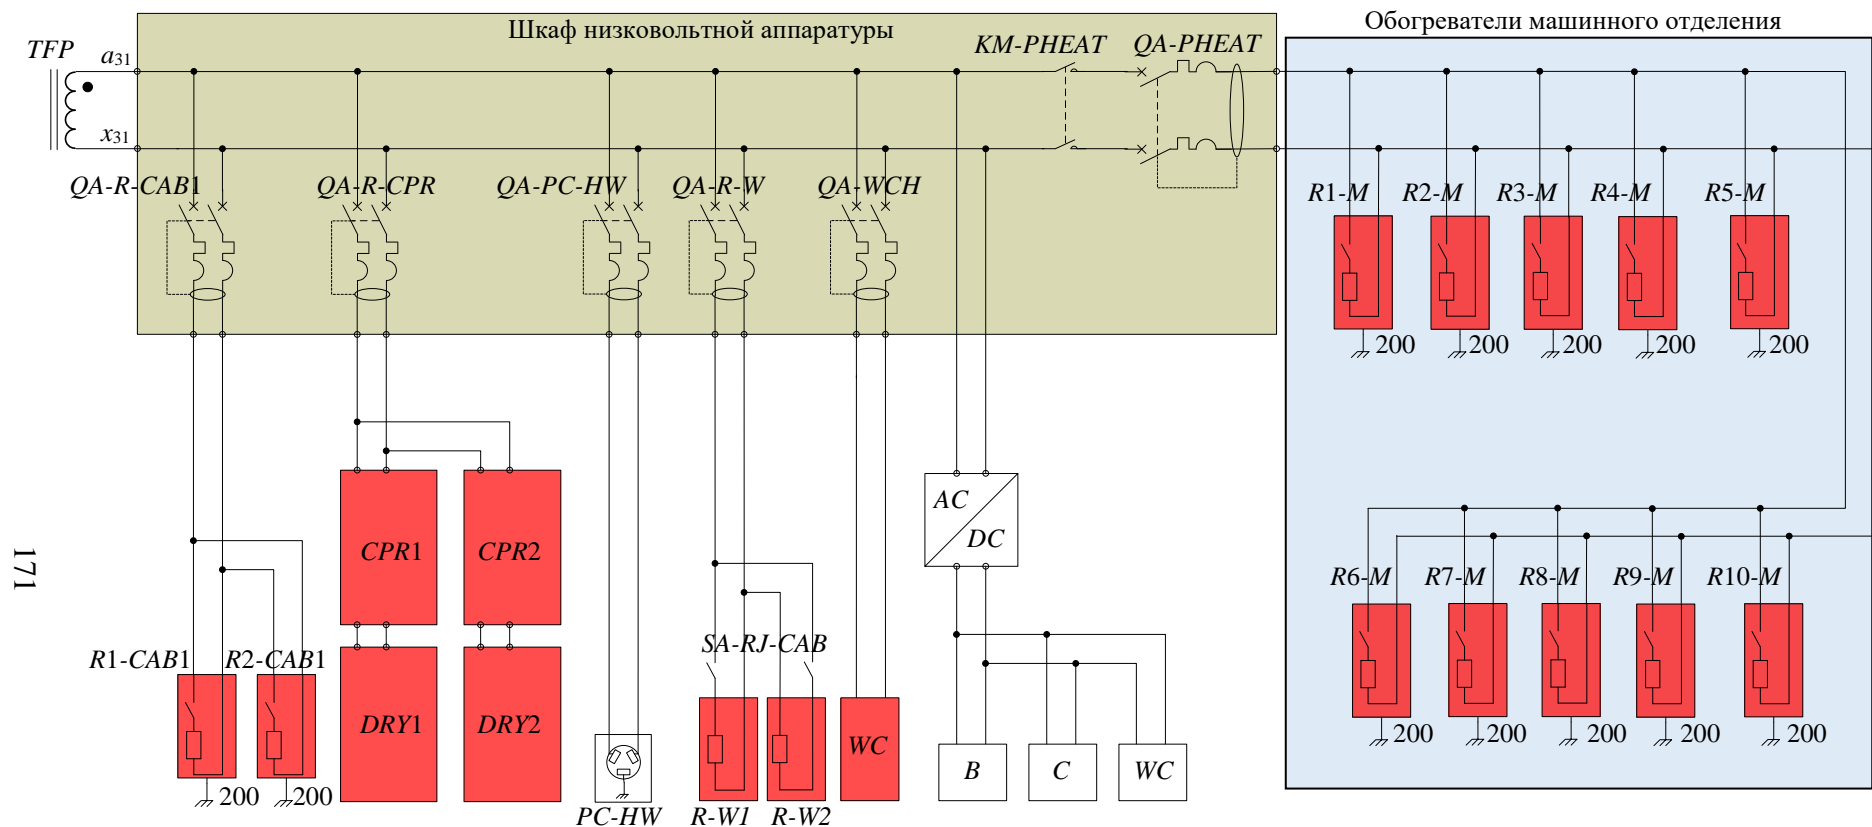 Шкаф низковольтной аппаратуры
Обогреватели машинного отделения
TFP
a31
KM-PHEAT
QA-PHEAT
x31
QA-R-CAB1
QA-R-CPR
QA-PC-HW
QA-R-W
QA-WCH
R1-M
R2-M
R3-M
R4-M
R5-M
200
200
200
200
200
AC
DC
CPR1
CPR2
171
R6-M
R7-M
R8-M
R9-M
R10-M
R1-CAB1
R2-CAB1
SA-RJ-CAB
DRY1
DRY2
WC
B
C
WC
200
200
200
200
200
200
200
PC-HW
R-W1
R-W2